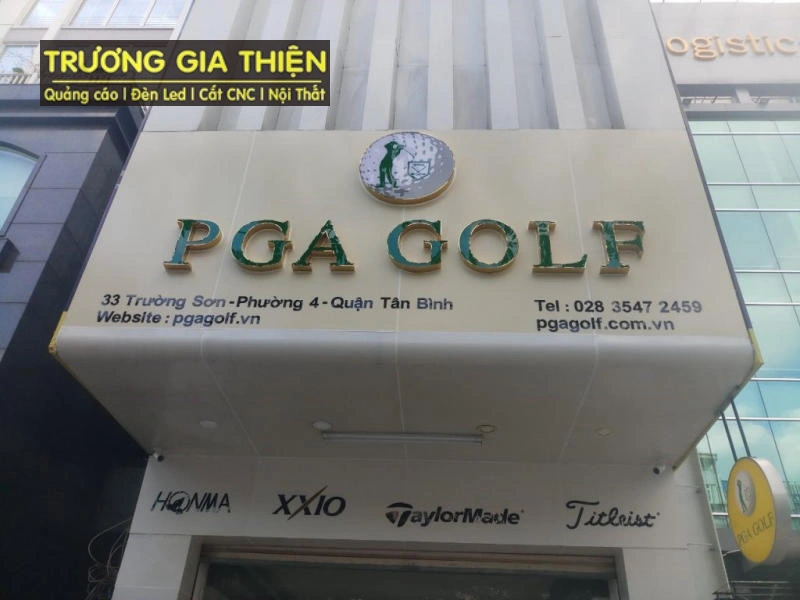 TRƯƠNG GIA THIỆN
Quảng cáo | Đèn Led | Cắt CNC | Nội Thất
ogistic
PGA GOLF
33 Trường Sơn - Phường 4 - Quận Tân Bình
Website : pgagolf.vn
Tel : 028 3547 2459
pgagolf.com.vn
HONMA
XXIO
TaylorMade
Titleist
PGA GOLF